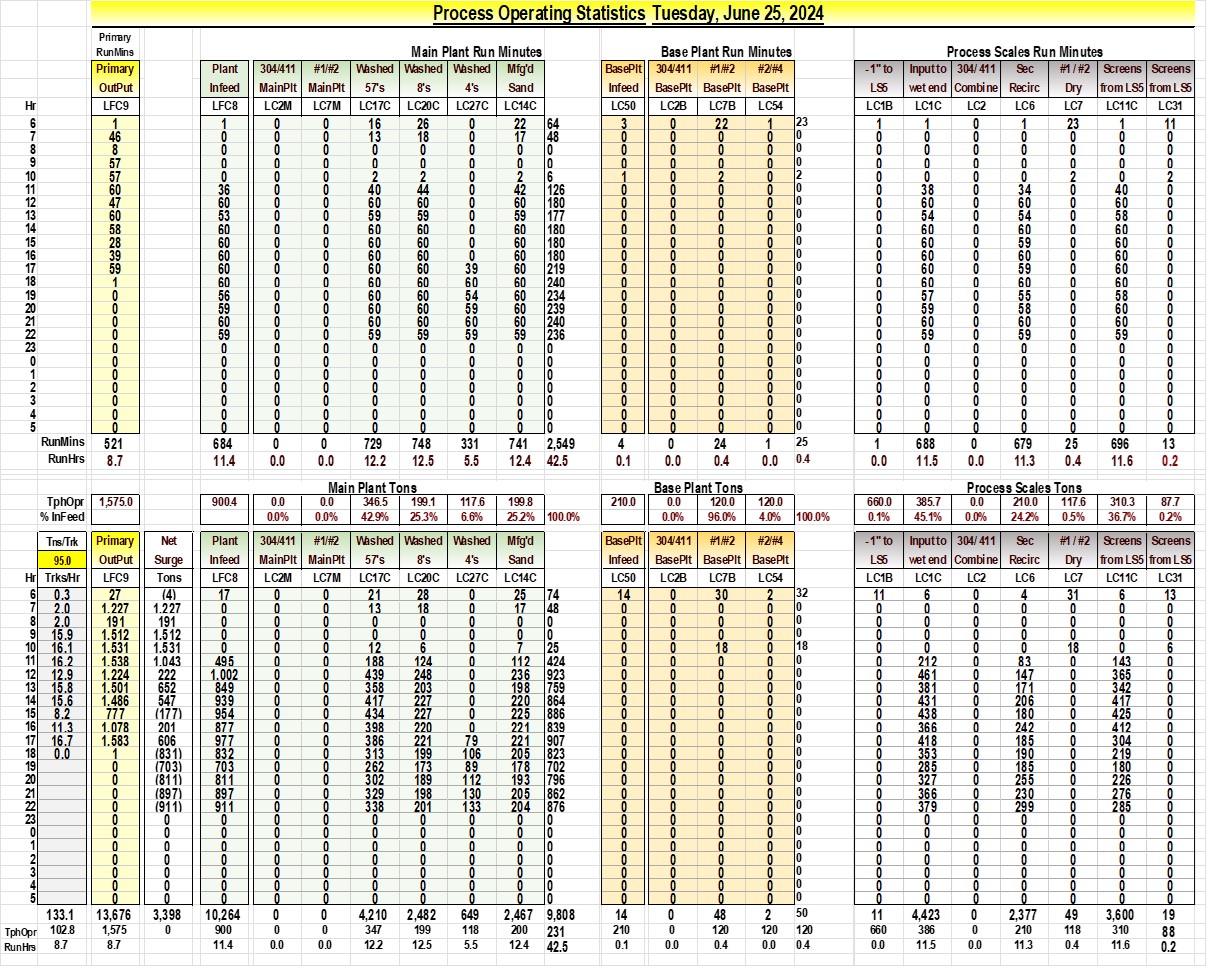 Process Operating Statistics Tuesday, June 25, 2024
Primary
RunMins Main Plant Run Minutes Base Plant Run Minutes Process Scales Run Minutes
Primary Plant 304/411 #1/#2 Washed Washed Washed Mfg'd BasePlt 304/411 #1/#2 #2/#4 -1" to Input to 304/ 411 Sec #1 / #2 Screens Screens
OutPut Infeed MainPlt MainPlt 57's 8's 4's Sand Infeed BasePlt BasePlt BasePlt LS5 wet end Combine Recirc Dry from LS5 from LS5
Hr LFC9 LFC8 LC2M LC7M LC17C LC20C LC27C LC14C LC50 LC2B LC7B LC54 LC1B LC1C LC2 LC6 LC7 LC11C LC31
6 1 1 0 0 16 26 0 22 64 3 0 22 1 23 1 1 0 1 23 1 11
7 46 0 0 0 13 18 0 17 48 0 0 0 0 0 0 0 0 0 0 0 0
8 8 0 0 0 0 0 0 0 0 0 0 0 0 0 0 0 0 0 0 0 0
9 57 0 0 0 0 0 0 0 0 0 0 0 0 0 0 0 0 0 0 0 0
10 57 0 0 0 2 2 0 2 6 1 0 2 0 2 0 0 0 0 2 0 2
11 60 36 0 0 40 44 0 42 126 0 0 0 0 0 0 38 0 34 0 40 0
12 47 60 0 0 60 60 0 60 180 0 0 0 0 0 0 60 0 60 0 60 0
13 60 53 0 0 59 59 0 59 177 0 0 0 0 0 0 54 0 54 0 58 0
14 58 60 0 0 60 60 0 60 180 0 0 0 0 0 0 60 0 60 0 60 0
15 28 60 0 0 60 60 0 60 180 0 0 0 0 0 0 60 0 59 0 60 0
16 39 60 0 0 60 60 0 60 180 0 0 0 0 0 0 60 0 60 0 60 0
17 59 60 0 0 60 60 39 60 219 0 0 0 0 0 0 60 0 59 0 60 0
18 1 60 0 0 60 60 60 60 240 0 0 0 0 0 0 60 0 60 0 60 0
19 0 56 0 0 60 60 54 60 234 0 0 0 0 0 0 57 0 55 0 58 0
20 0 59 0 0 60 60 59 60 239 0 0 0 0 0 0 59 0 58 0 60 0
21 0 60 0 0 60 60 60 60 240 0 0 0 0 0 0 60 0 60 0 60 0
22 0 59 0 0 59 59 59 59 236 0 0 0 0 0 0 59 0 59 0 59 0
23 0 0 0 0 0 0 0 0 0 0 0 0 0 0 0 0 0 0 0 0 0
0 0 0 0 0 0 0 0 0 0 0 0 0 0 0 0 0 0 0 0 0 0
1 0 0 0 0 0 0 0 0 0 0 0 0 0 0 0 0 0 0 0 0 0
2 0 0 0 0 0 0 0 0 0 0 0 0 0 0 0 0 0 0 0 0 0
3 0 0 0 0 0 0 0 0 0 0 0 0 0 0 0 0 0 0 0 0 0
4 0 0 0 0 0 0 0 0 0 0 0 0 0 0 0 0 0 0 0 0 0
5 0 0 0 0 0 0 0 0 0 0 0 0 0 0 0 0 0 0 0 0 0
RunMins 521 684 0 0 729 748 331 741 2,549 4 0 24 1 25 1 688 0 679 25 696 13
RunHrs 8.7 11.4 0.0 0.0 12.2 12.5 5.5 12.4 42.5 0.1 0.0 0.4 0.0 0.4 0.0 11.5 0.0 11.3 0.4 11.6 0.2
Main Plant Tons Base Plant Tons Process Scales Tons
TphOpr 1,575.0 900.4 0.0 0.0 346.5 199.1 117.6 199.8 210.0 0.0 120.0 120.0 660.0 385.7 0.0 210.0 117.6 310.3 87.7
% InFeed 0.0% 0.0% 42.9% 25.3% 6.6% 25.2% 100.0% 0.0% 96.0% 4.0% 100.0% 0.1% 45.1% 0.0% 24.2% 0.5% 36.7% 0.2%
Tns/Trk Primary Net Plant 304/411 #1/#2 Washed Washed Washed Mfg'd BasePlt 304/411 #1/#2 #2/#4 -1" to Input to 304/ 411 Sec #1 / #2 Screens Screens
95.0 OutPut Surge Infeed MainPlt MainPlt 57's 8's 4's Sand Infeed BasePlt BasePlt BasePlt LS5 wet end Combine Recirc Dry from LS5 from LS5
Hr Trks/Hr LFC9 Tons LFC8 LC2M LC7M LC17C LC20C LC27C LC14C LC50 LC2B LC7B LC54 LC1B LC1C LC2 LC6 LC7 LC11C LC31
6 0.3 27 (4) 17 0 0 21 28 0 25 74 14 0 30 2 32 11 6 0 4 31 6 13
7 2.0 1.227 1.227 0 0 0 13 18 0 17 48 0 0 0 0 0 0 0 0 0 0 0 0
8 2.0 191 191 0 0 0 0 0 0 0 0 0 0 0 0 0 0 0 0 0 0 0 0
9 15.9 1.512 1.512 0 0 0 0 0 0 0 0 0 0 0 0 0 0 0 0 0 0 0 0
10 16.1 1.531 1.531 0 0 0 12 6 0 7 25 0 0 18 0 18 0 0 0 0 18 0 6
11 16.2 1.538 1.043 495 0 0 188 124 0 112 424 0 0 0 0 0 0 212 0 83 0 143 0
12 12.9 1.224 222 1.002 0 0 439 248 0 236 923 0 0 0 0 0 0 461 0 147 0 365 0
13 15.8 1.501 652 849 0 0 358 203 0 198 759 0 0 0 0 0 0 381 0 171 0 342 0
14 15.6 1.486 547 939 0 0 417 227 0 220 864 0 0 0 0 0 0 431 0 206 0 417 0
15 8.2 777 (177) 954 0 0 434 227 0 225 886 0 0 0 0 0 0 438 0 180 0 425 0
16 11.3 1.078 201 877 0 0 398 220 0 221 839 0 0 0 0 0 0 366 0 242 0 412 0
17 16.7 1.583 606 977 0 0 386 221 79 221 907 0 0 0 0 0 0 418 0 185 0 304 0
18 0.0 1 (831) 832 0 0 313 199 106 205 823 0 0 0 0 0 0 353 0 190 0 219 0
19 0 (703) 703 0 0 262 173 89 178 702 0 0 0 0 0 0 285 0 185 0 180 0
20 0 (811) 811 0 0 302 189 112 193 796 0 0 0 0 0 0 327 0 255 0 226 0
21 0 (897) 897 0 0 329 198 130 205 862 0 0 0 0 0 0 366 0 230 0 276 0
22 0 (911) 911 0 0 338 201 133 204 876 0 0 0 0 0 0 379 0 299 0 285 0
23 0 0 0 0 0 0 0 0 0 0 0 0 0 0 0 0 0 0 0 0 0 0
0 0 0 0 0 0 0 0 0 0 0 0 0 0 0 0 0 0 0 0 0 0 0
1 0 0 0 0 0 0 0 0 0 0 0 0 0 0 0 0 0 0 0 0 0 0
2 0 0 0 0 0 0 0 0 0 0 0 0 0 0 0 0 0 0 0 0 0 0
3 0 0 0 0 0 0 0 0 0 0 0 0 0 0 0 0 0 0 0 0 0 0
4 0 0 0 0 0 0 0 0 0 0 0 0 0 0 0 0 0 0 0 0 0 0
5 0 0 0 0 0 0 0 0 0 0 0 0 0 0 0 0 0 0 0 0 0 0
133.1 13,676 3,398 10,264 0 0 4,210 2,482 649 2,467 9,808 14 0 48 2 50 11 4,423 0 2,377 49 3,600 19
TphOpr 102.8 1,575 0 900 0 0 347 199 118 200 231 210 0 120 120 120 660 386 0 210 118 310 88
RunHrs 8.7 8.7 11.4 0.0 0.0 12.2 12.5 5.5 12.4 42.5 0.1 0.0 0.4 0.0 0.4 0.0 11.5 0.0 11.3 0.4 11.6 0.2